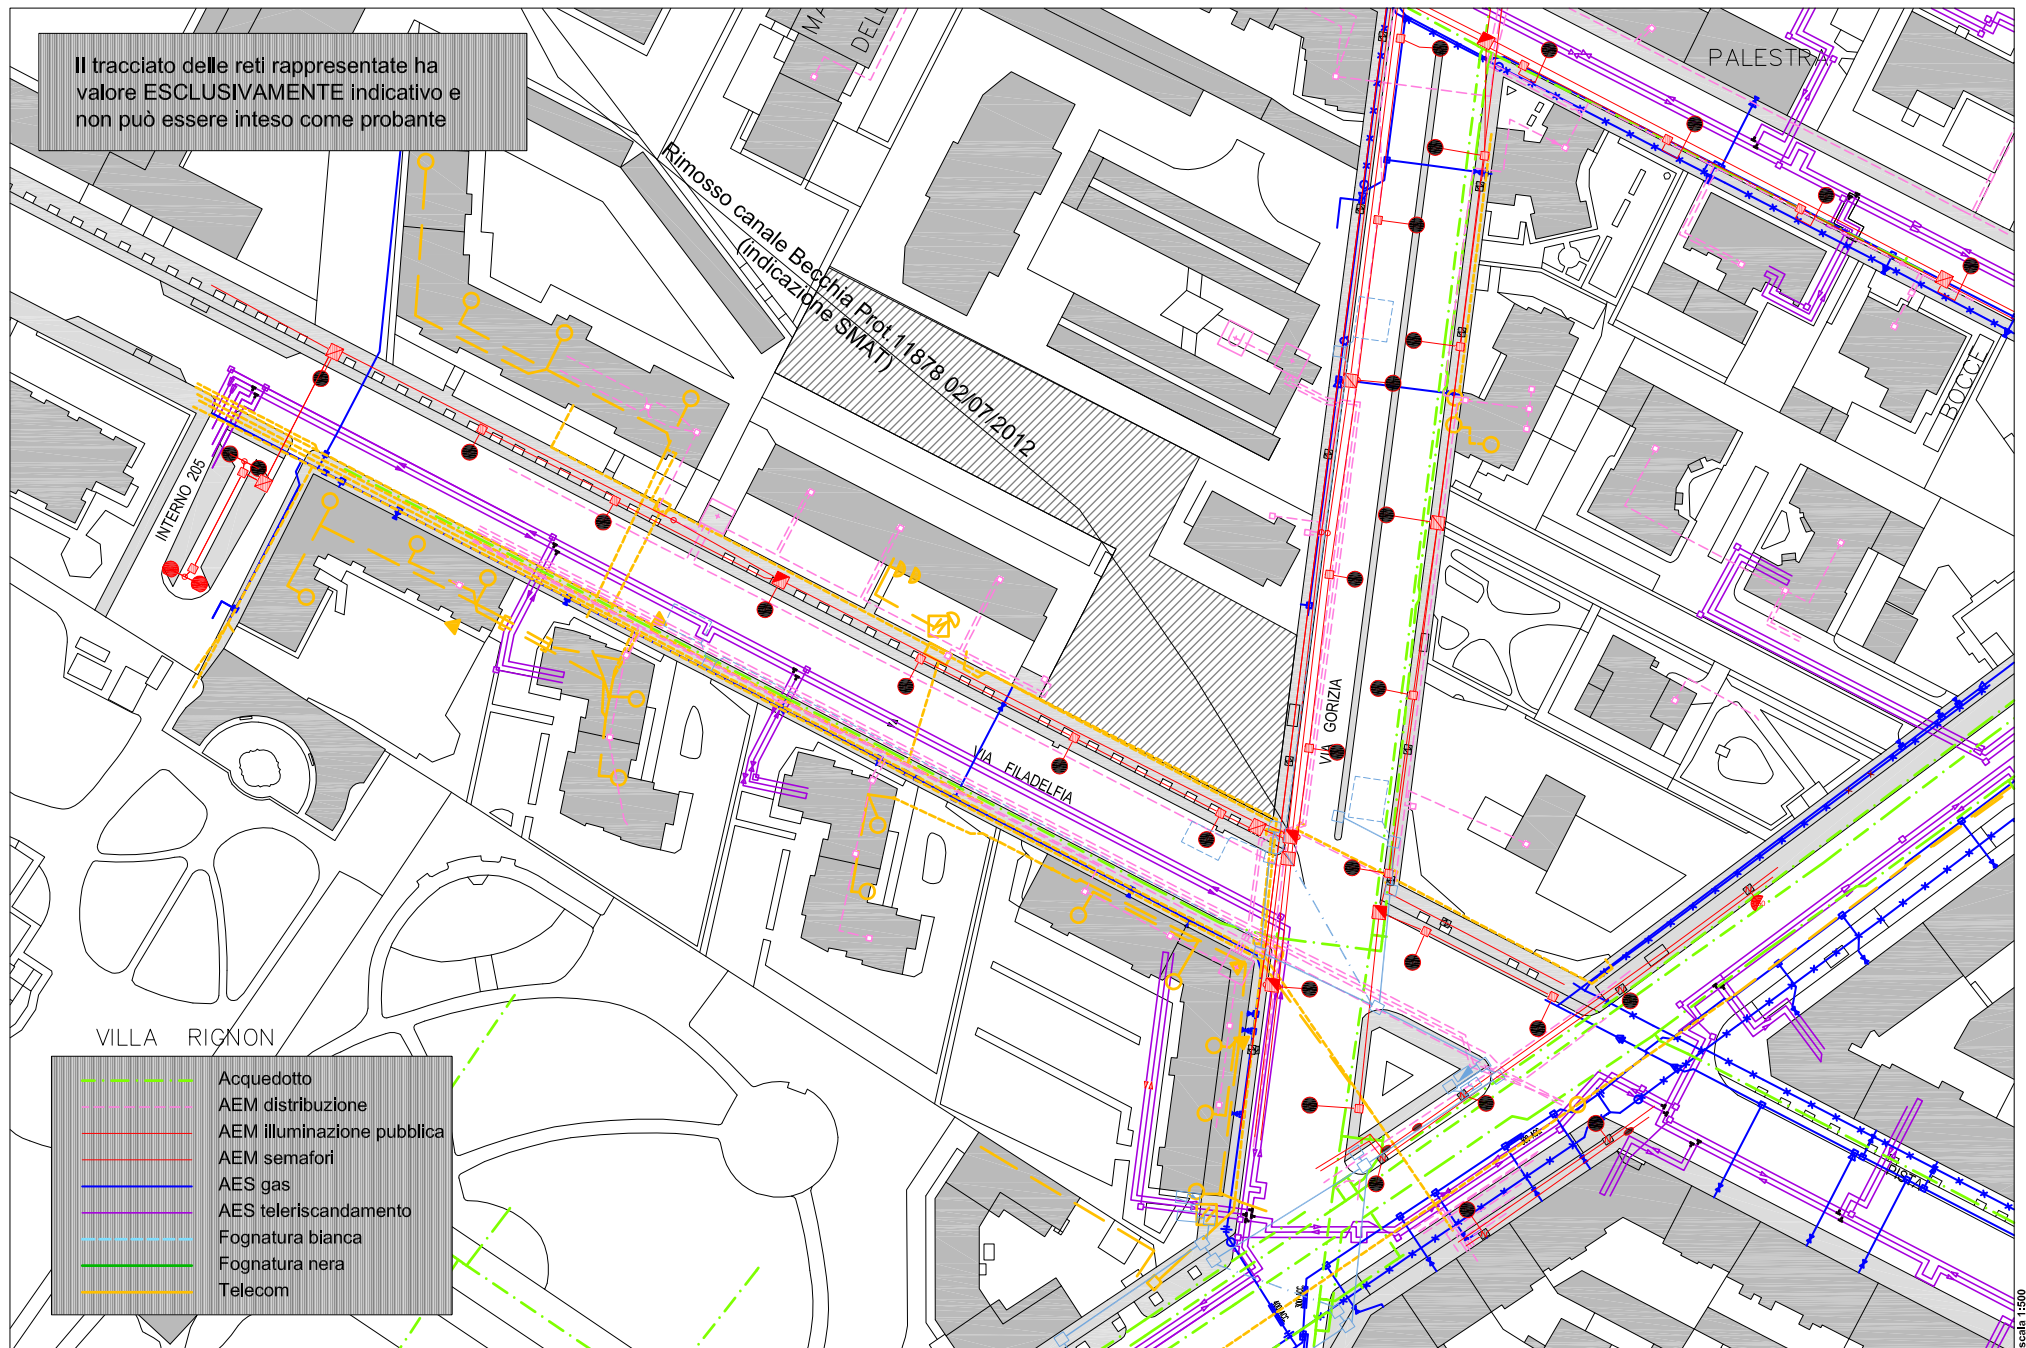 Il tracciato delle reti rappresentate ha
valore ESCLUSIVAMENTE indicativo e
non può essere inteso come probante
DELL
PALESTRA
Rimosso canale Becchia Prot.11878 02/07/2012
(indicazione SMAT)
BOCCE
INTERNO 205
VIA GORIZIA
VIA FILADELFIA
VILLA RIGNON
Acquedotto
AEM distribuzione
AEM illuminazione pubblica
AEM semafori
AES gas
AES teleriscandamento
Fognatura bianca
Fognatura nera
Telecom
scala 1:500